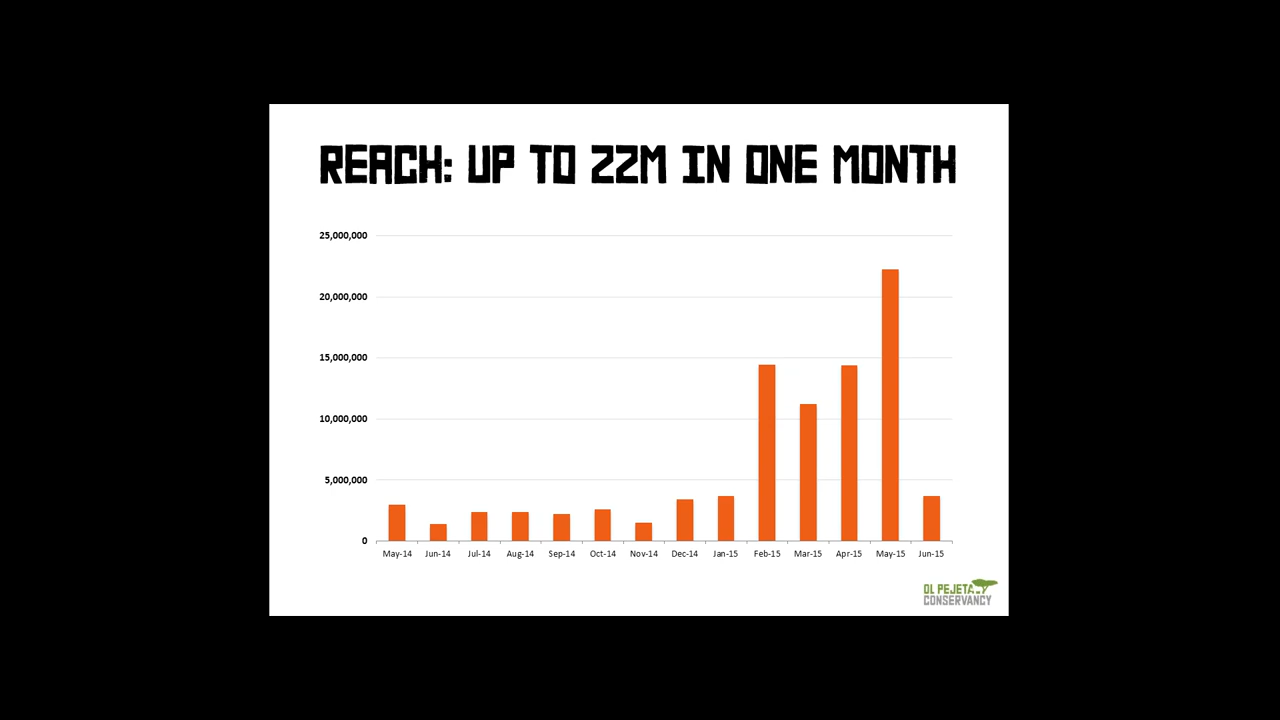 REACH: UP TO 22M IN ONE MONTH
25,000,000
20,000,000
15,000,000
10,000,000
5,000,000
0
May-14 Jun-14 Jul-14 Aug-14 Sep-14 Oct-14 Nov-14 Dec-14 Jan-15 Feb-15 Mar-15 Apr-15 May-15 Jun-15
OL PEJETA
CONSERVANCY